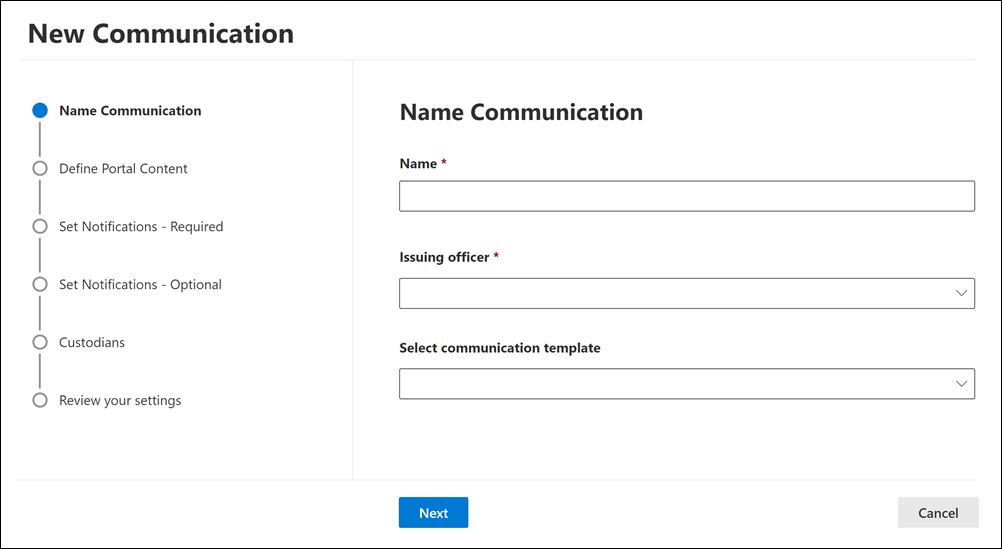 New Communication
Name Communication
Define Portal Content
Set Notifications - Required
Set Notifications - Optional
Custodians
Review your settings
Name Communication
Name *
Issuing officer *
Select communication template
Next
Cancel